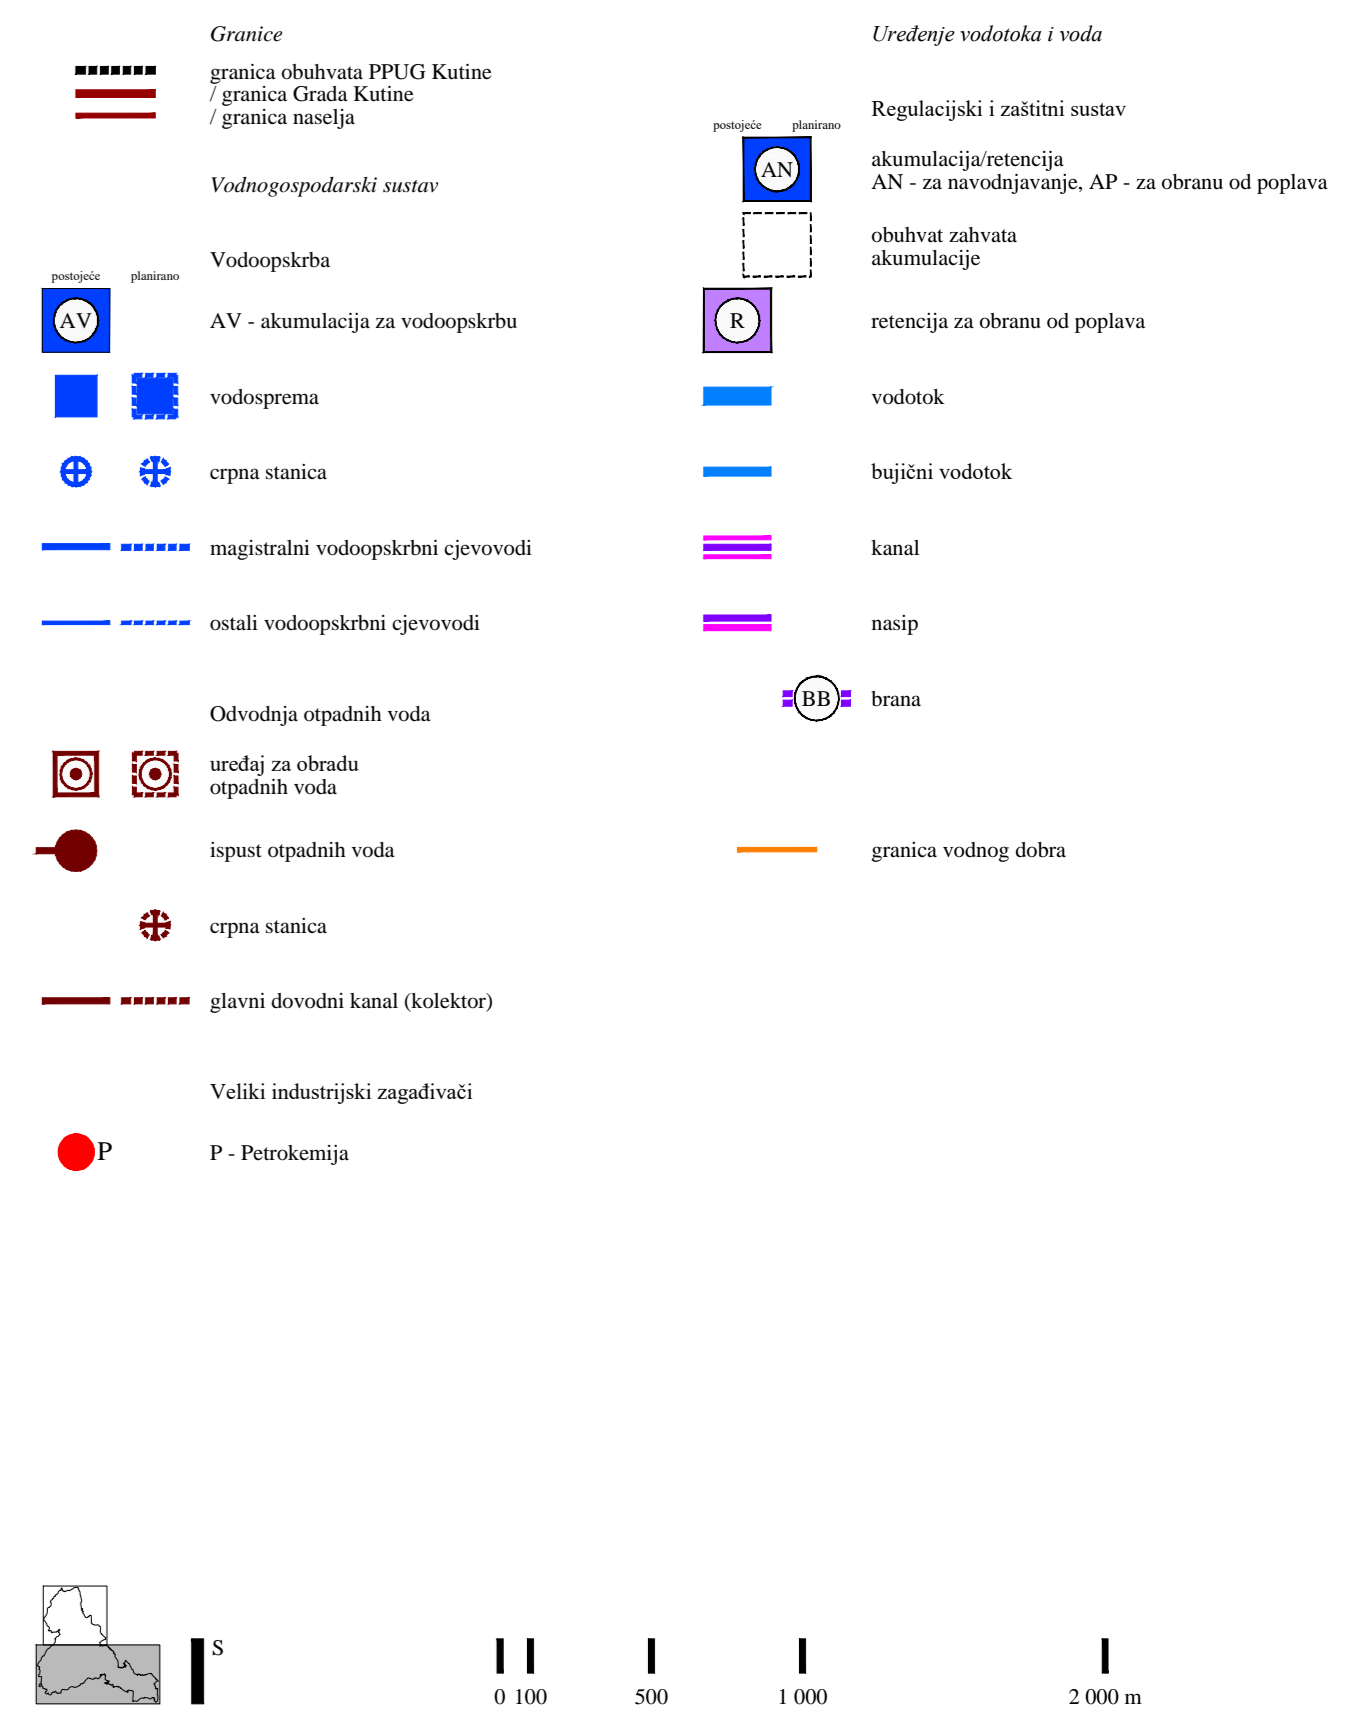 Granice
granica obuhvata PPUG Kutine
/ granica Grada Kutine
/ granica naselja
Vodnogospodarski sustav
Vodoopskrba
postojeće planirano
AV AV - akumulacija za vodoopskrbu
vodosprema
crpna stanica
magistralni vodoopskrbni cjevovodi
ostali vodoopskrbni cjevovodi
Odvodnja otpadnih voda
uređaj za obradu
otpadnih voda
ispust otpadnih voda
crpna stanica
glavni dovodni kanal (kolektor)
Veliki industrijski zagađivači
P P - Petrokemija
Uređenje vodotoka i voda
Regulacijski i zaštitni sustav
postojeće planirano
akumulacija/retencija
AN AN - za navodnjavanje, AP - za obranu od poplava
obuhvat zahvata
akumulacije
R retencija za obranu od poplava
vodotok
bujični vodotok
kanal
nasip
BB brana
granica vodnog dobra
S
0 100 500 1 000 2 000 m